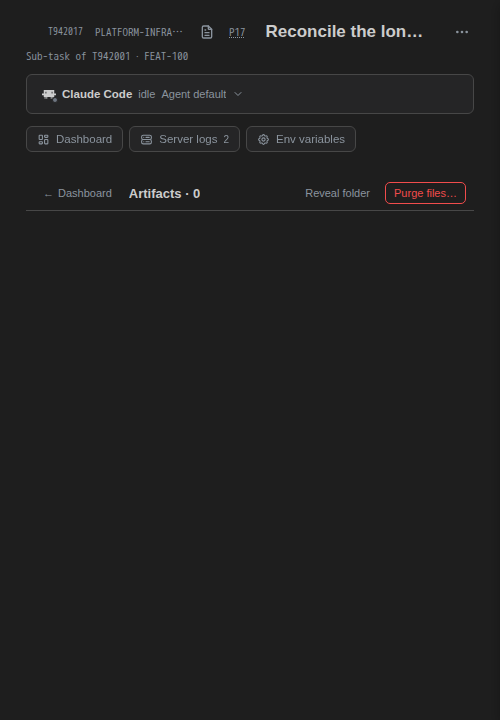 T942017 PLATFORM-INFRA··· P17 Reconcile the lon…
Sub-task of T942001 · FEAT-100
Claude Code idle Agent default
Dashboard Server logs 2 Env variables
← Dashboard Artifacts · 0 Reveal folder Purge files…